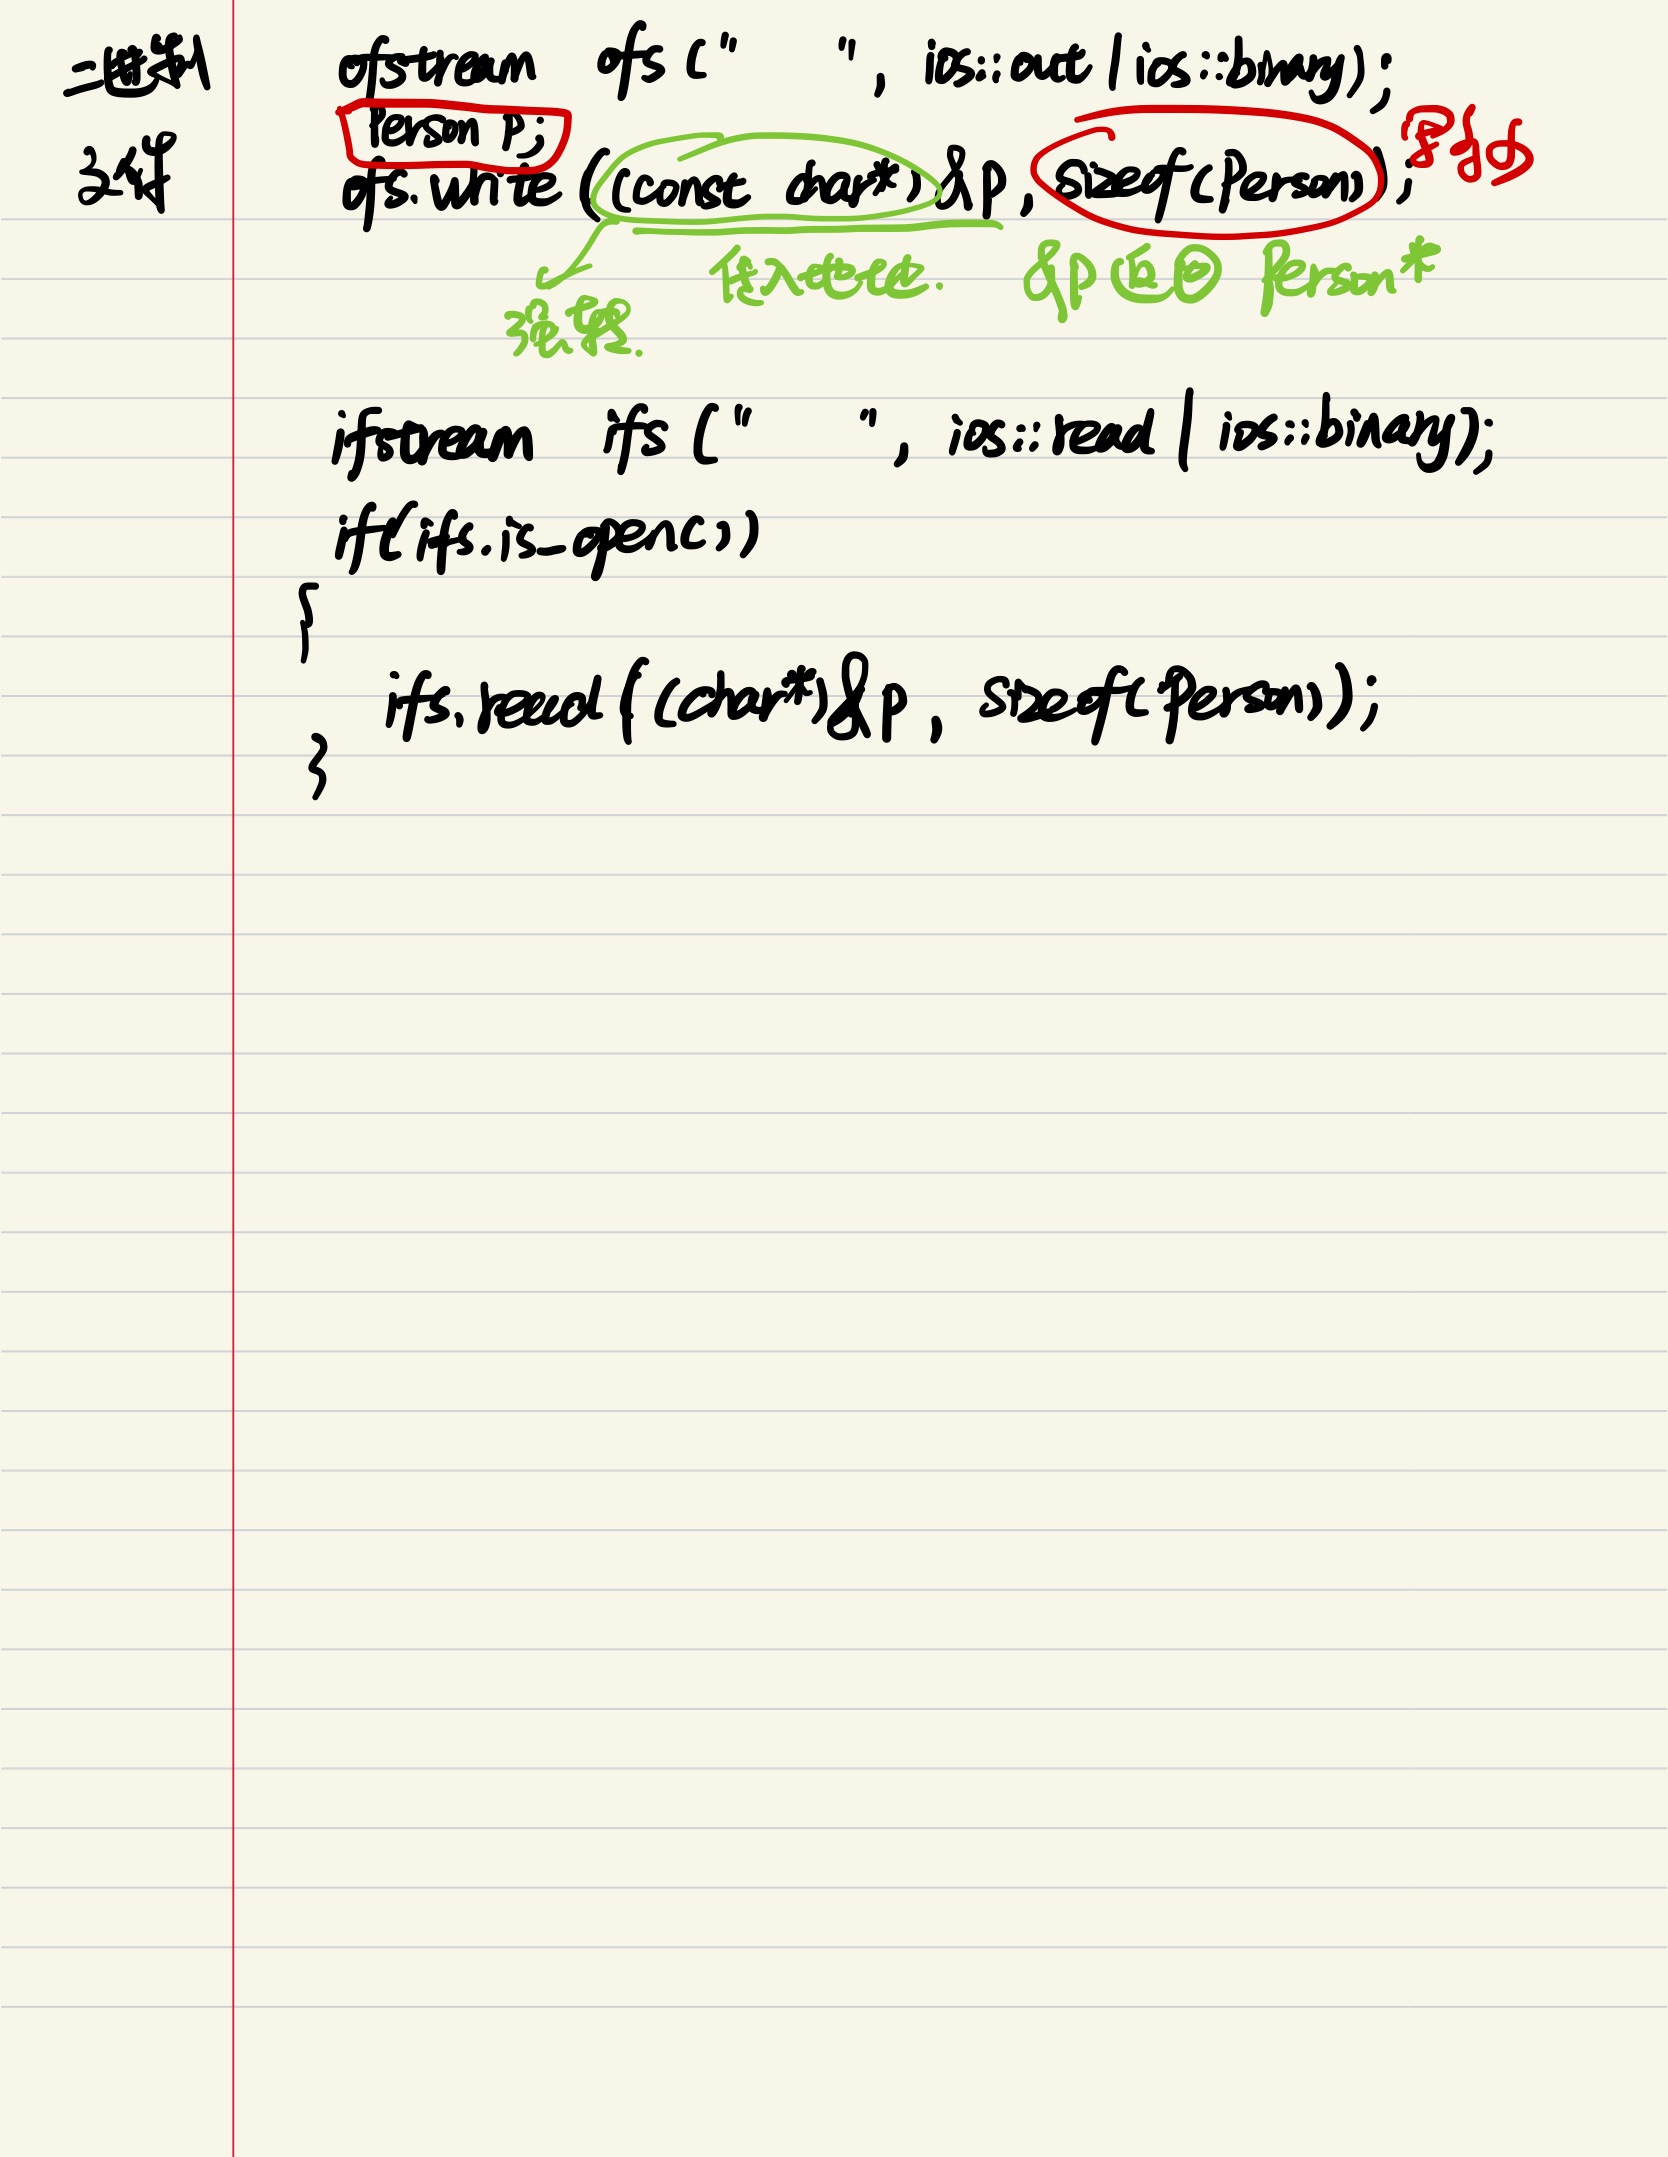 二进制 ofstream ofs (" ", ios::out | ios::binary);
Person p;
文件 ofs.write ((const char*)&p, sizeof(Person));
传入地址. &p 返回 Person*
强转.
ifstream ifs (" ", ios::read | ios::binary);
if(ifs.is_open())
{
ifs.read ((char*)&p, sizeof(Person));
}